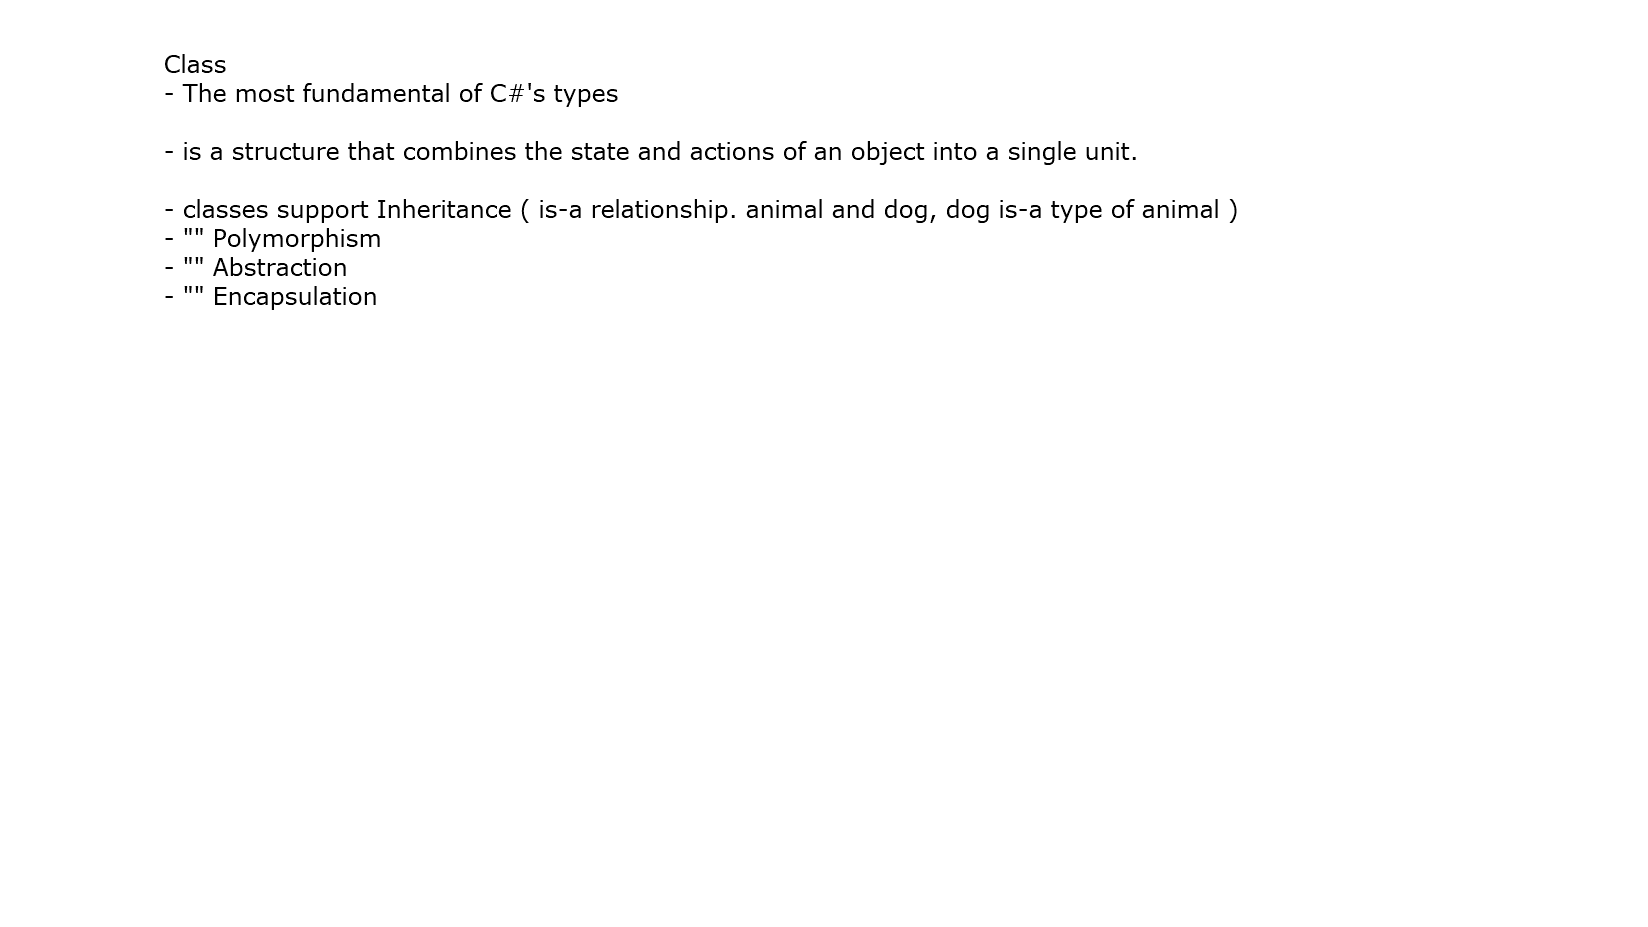 Class
- The most fundamental of C#'s types
- is a structure that combines the state and actions of an object into a single unit.
- classes support Inheritance ( is-a relationship. animal and dog, dog is-a type of animal )
- "" Polymorphism
- "" Abstraction
- "" Encapsulation